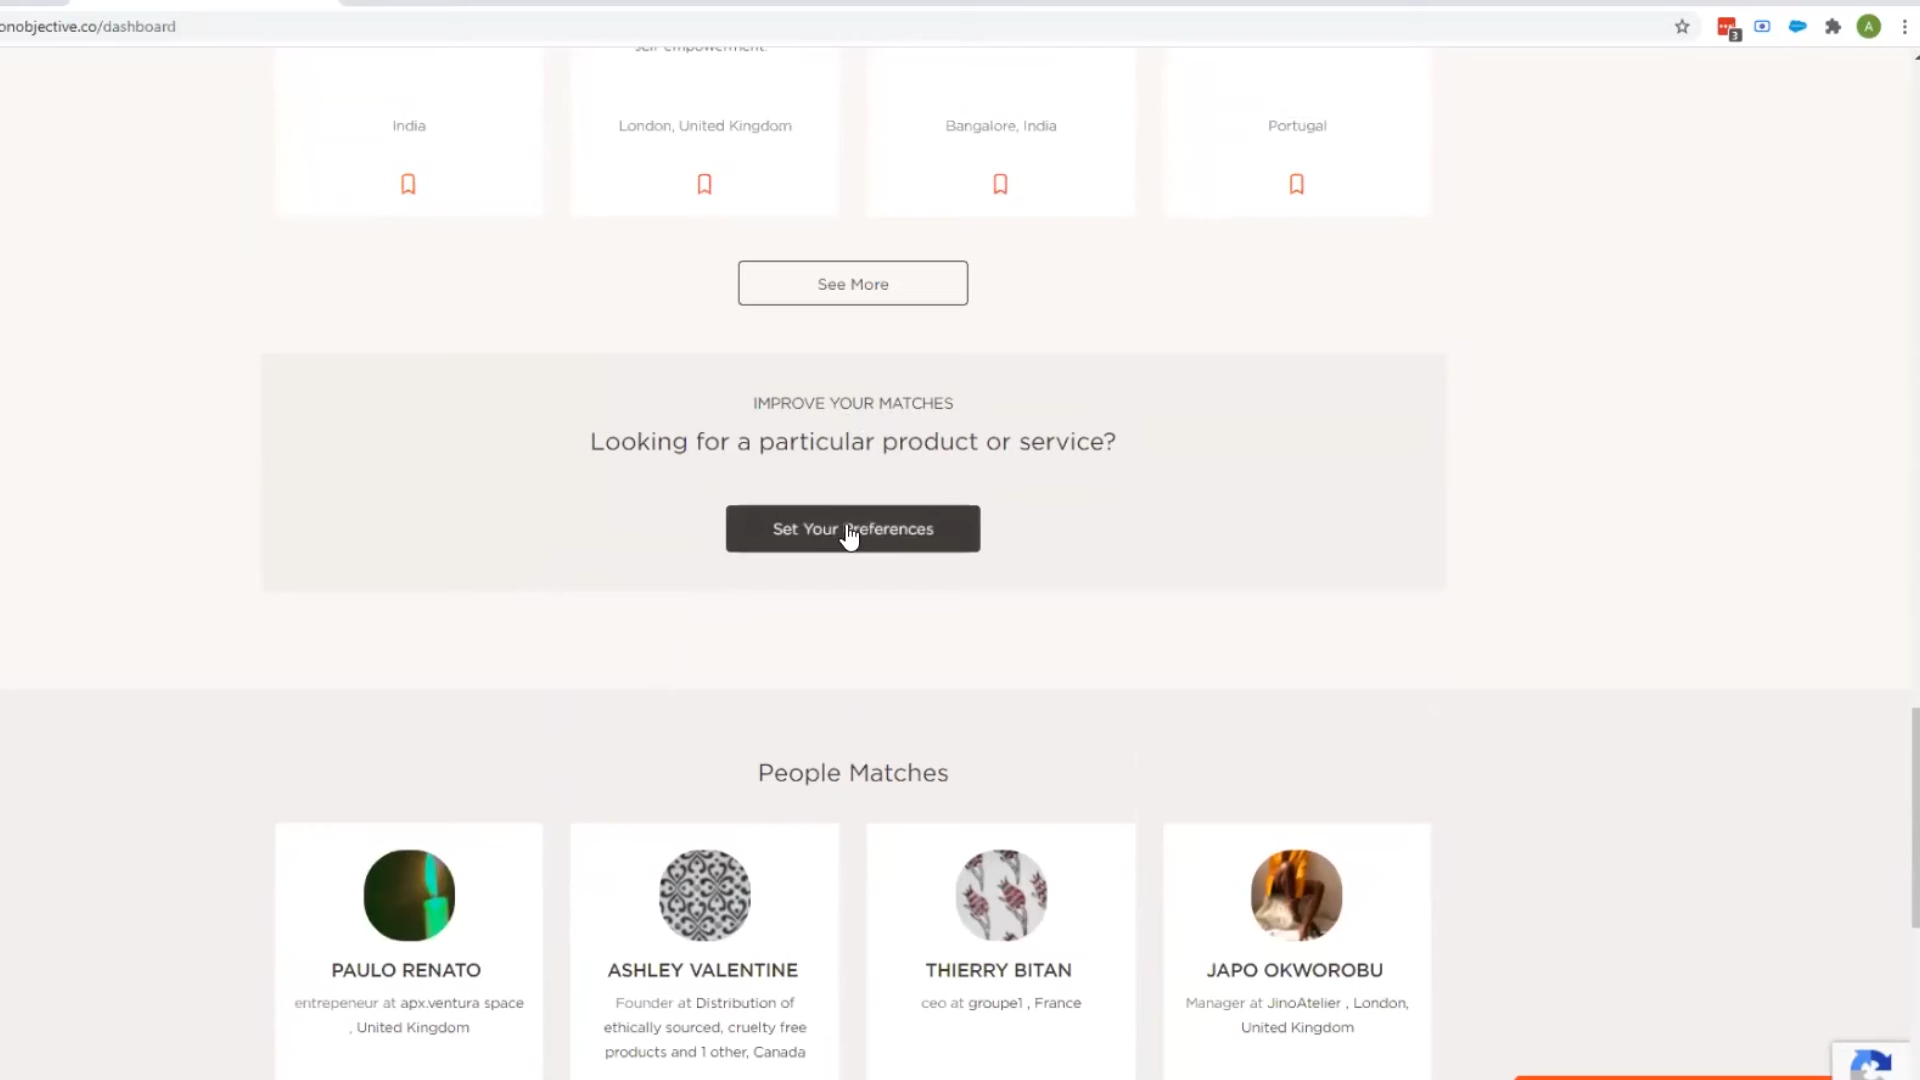 onobjective.co/dashboard
3
A
self-empowerment.
India
London, United Kingdom
Bangalore, India
Portugal
See More
IMPROVE YOUR MATCHES
Looking for a particular product or service?
Set Your Preferences
People Matches
PAULO RENATO
entrepeneur at apx.ventura space
, United Kingdom
ASHLEY VALENTINE
Founder at Distribution of
ethically sourced, cruelty free
products and 1 other, Canada
THIERRY BITAN
ceo at groupe1 , France
JAPO OKWOROBU
Manager at JinoAtelier , London,
United Kingdom